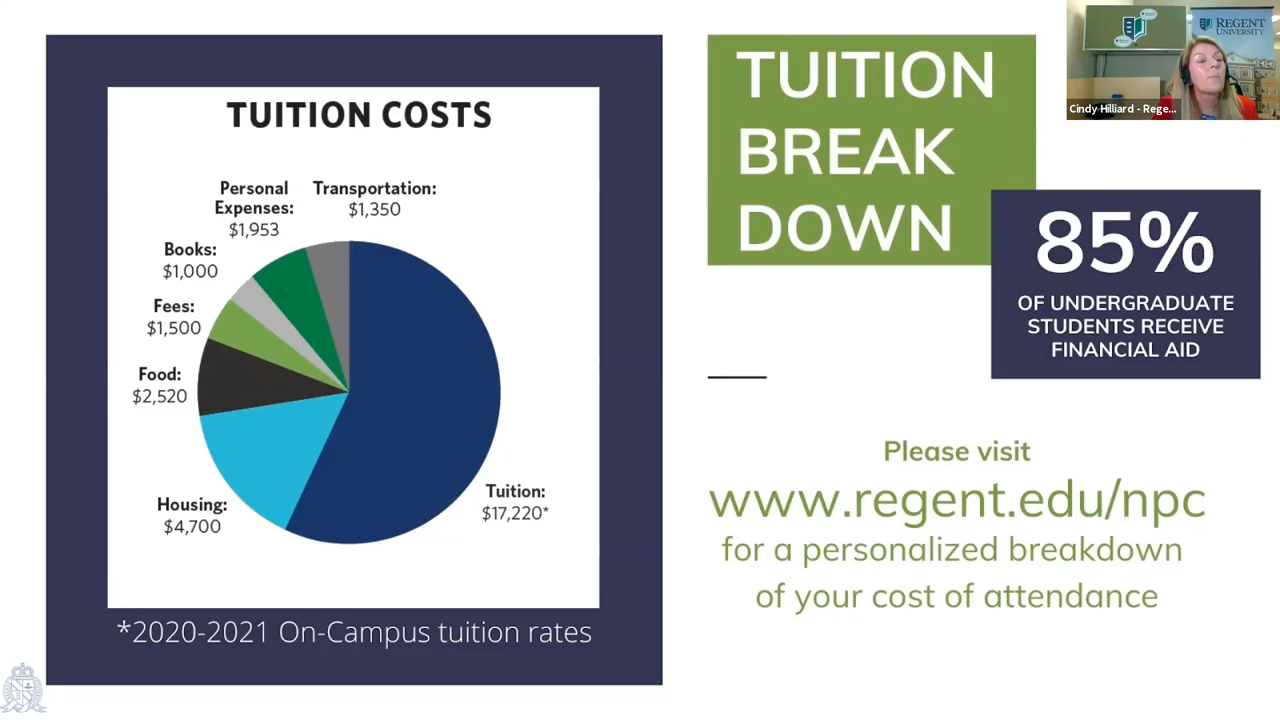 TUITION COSTS
Personal
Expenses:
$1,953
Transportation:
$1,350
Books:
$1,000
Fees:
$1,500
Food:
$2,520
Housing:
$4,700
Tuition:
$17,220*
*2020-2021 On-Campus tuition rates
TUITION
BREAK
DOWN
85%
OF UNDERGRADUATE
STUDENTS RECEIVE
FINANCIAL AID
Please visit
www.regent.edu/npc
for a personalized breakdown
of your cost of attendance
REGENT
UNIVERSITY
Cindy Hilliard - Rege...